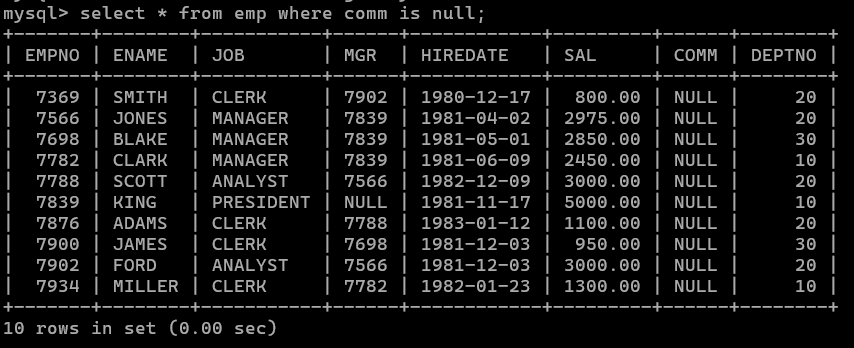 mysql> select * from emp where comm is null;
+-------+--------+-----------+------+------------+---------+------+--------+
| EMPNO | ENAME  | JOB       | MGR  | HIREDATE   | SAL     | COMM | DEPTNO |
+-------+--------+-----------+------+------------+---------+------+--------+
|  7369 | SMITH  | CLERK     | 7902 | 1980-12-17 |  800.00 | NULL |     20 |
|  7566 | JONES  | MANAGER   | 7839 | 1981-04-02 | 2975.00 | NULL |     20 |
|  7698 | BLAKE  | MANAGER   | 7839 | 1981-05-01 | 2850.00 | NULL |     30 |
|  7782 | CLARK  | MANAGER   | 7839 | 1981-06-09 | 2450.00 | NULL |     10 |
|  7788 | SCOTT  | ANALYST   | 7566 | 1982-12-09 | 3000.00 | NULL |     20 |
|  7839 | KING   | PRESIDENT | NULL | 1981-11-17 | 5000.00 | NULL |     10 |
|  7876 | ADAMS  | CLERK     | 7788 | 1983-01-12 | 1100.00 | NULL |     20 |
|  7900 | JAMES  | CLERK     | 7698 | 1981-12-03 |  950.00 | NULL |     30 |
|  7902 | FORD   | ANALYST   | 7566 | 1981-12-03 | 3000.00 | NULL |     20 |
|  7934 | MILLER | CLERK     | 7782 | 1982-01-23 | 1300.00 | NULL |     10 |
+-------+--------+-----------+------+------------+---------+------+--------+
10 rows in set (0.00 sec)